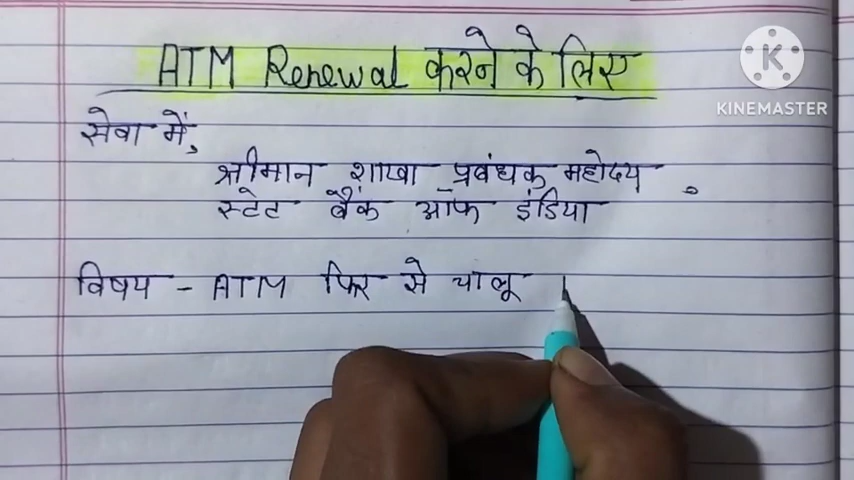 ATM Renewal करने के लिए
KINEMASTER
सेवा में,
श्रीमान शाखा प्रबंधक महोदय
स्टेट बैंक ऑफ इंडिया
विषय - ATM फिर से चालू